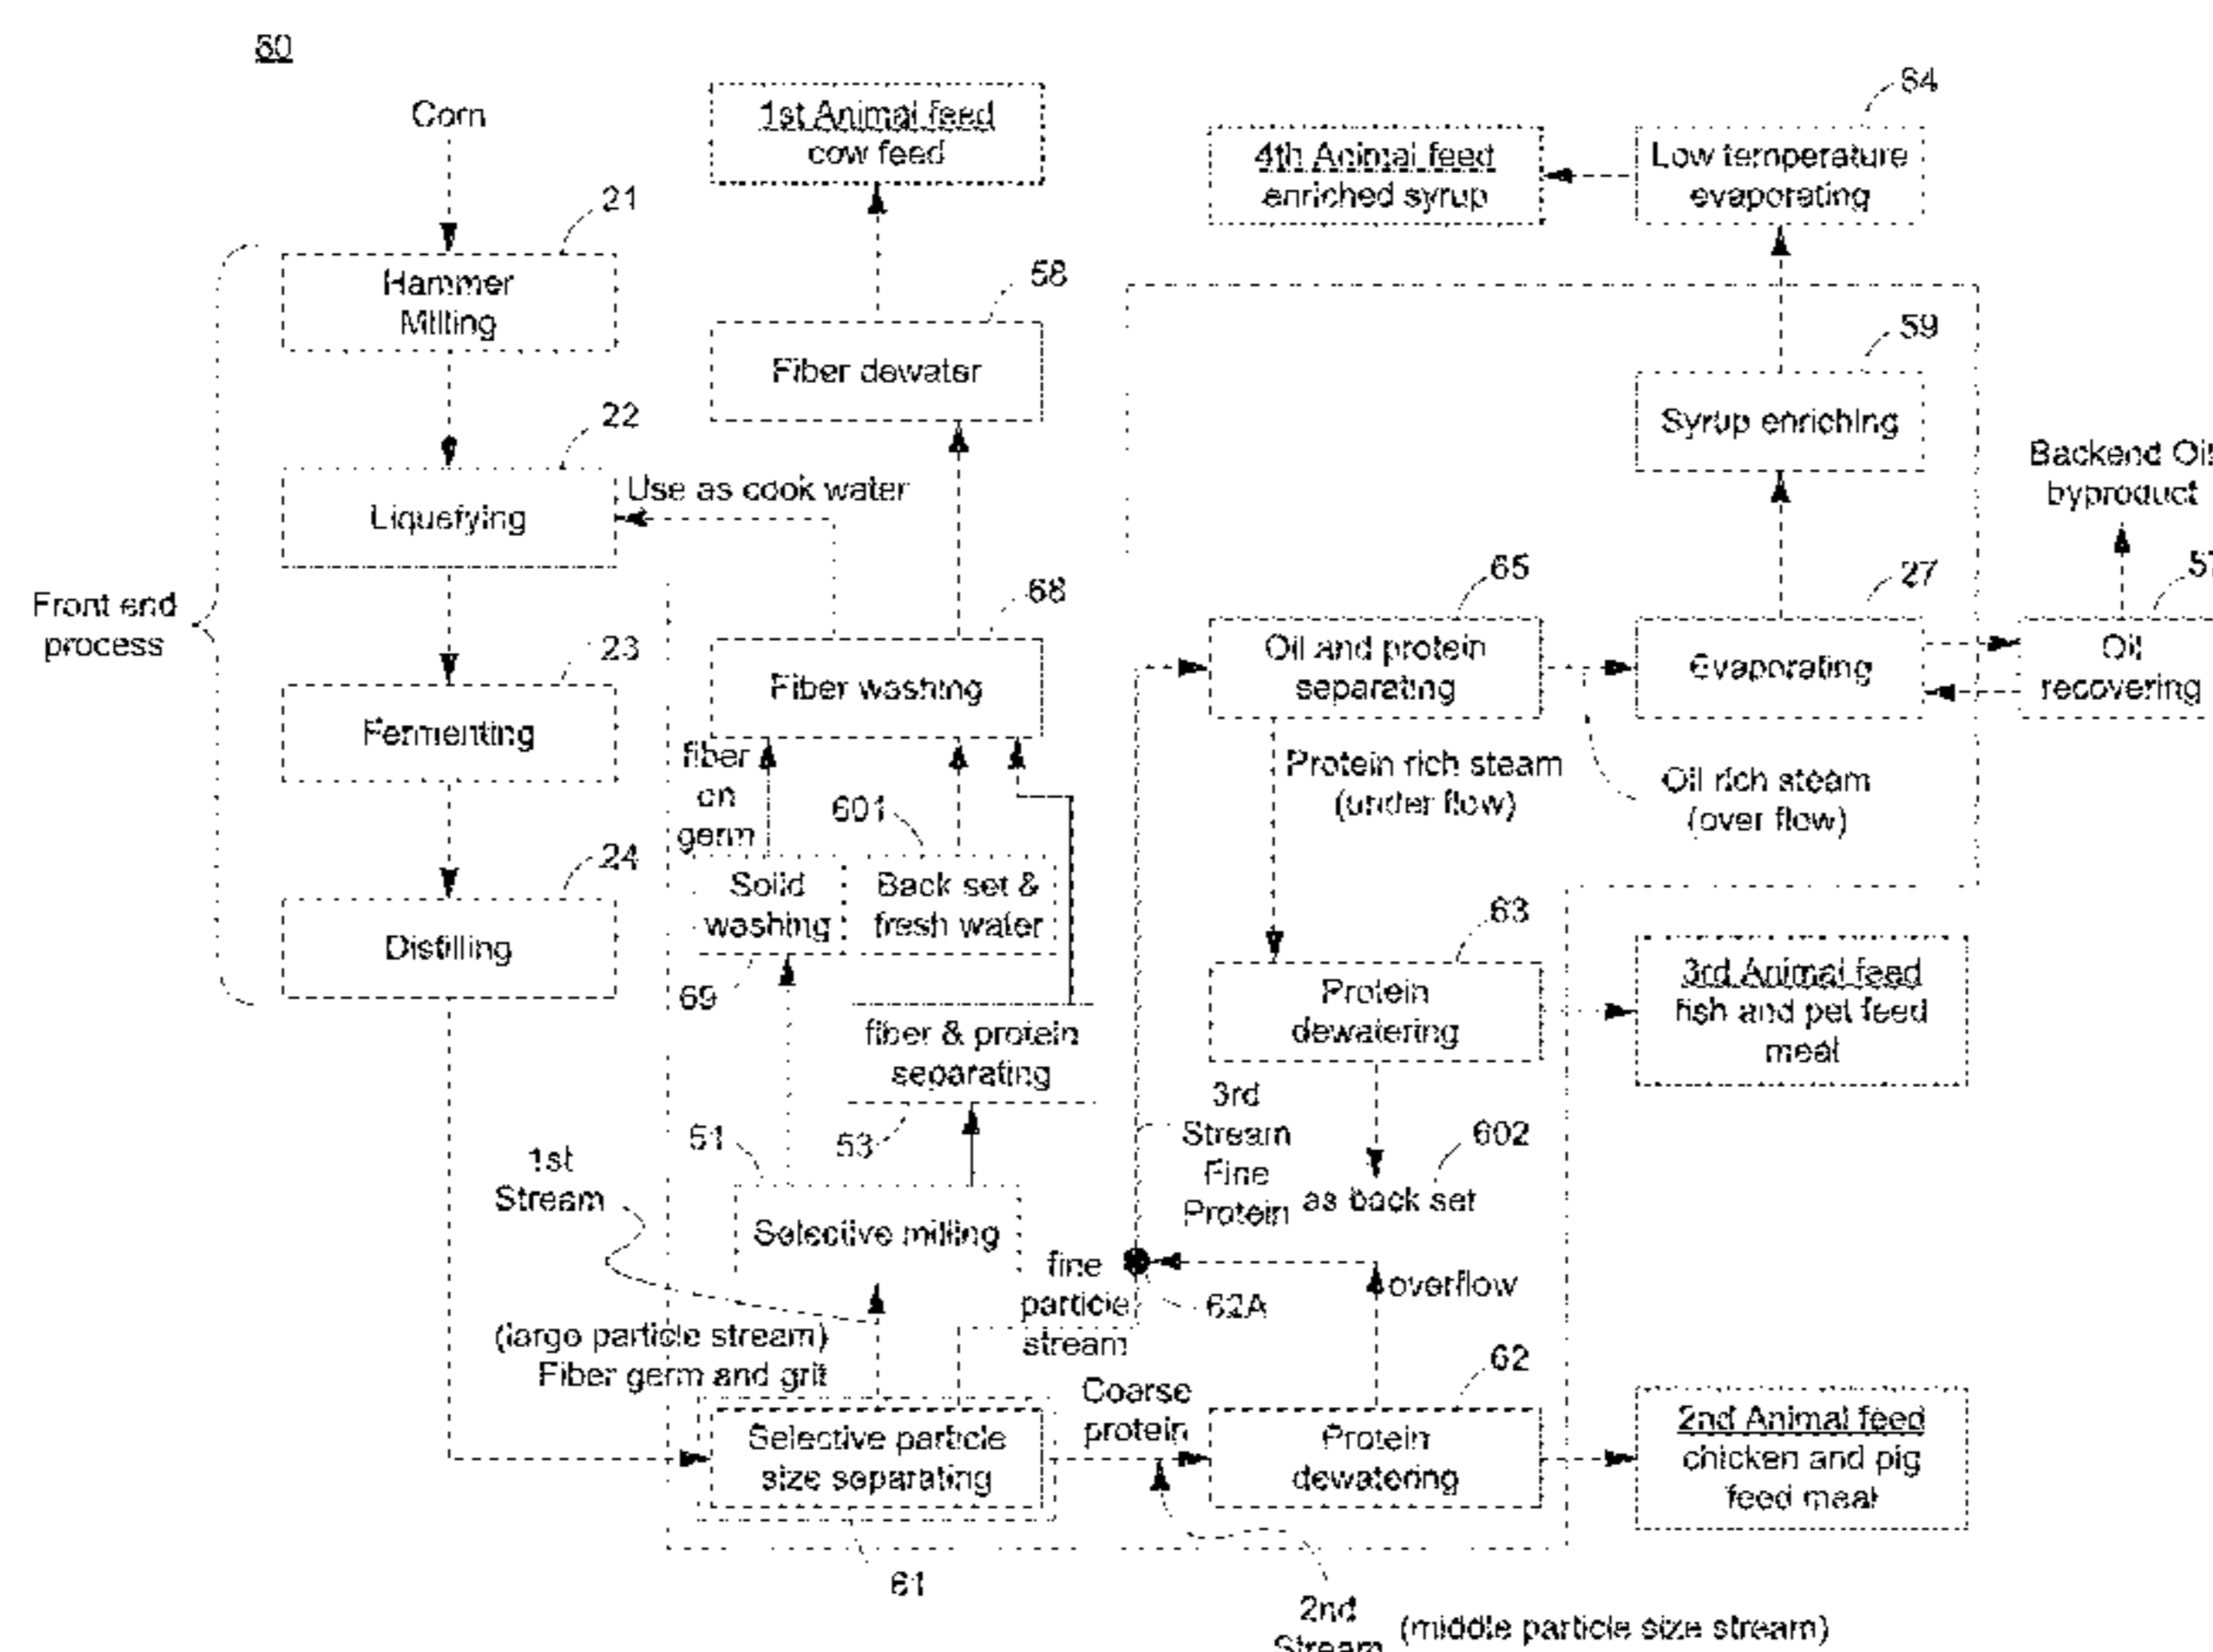 Corn
1st Animal feed
cow feed
4th Animal feed
enriched syrup
Low temperature
evaporating
21
Hammer
Milling
58
Fiber dewater
59
Syrup enriching
22
Use as cook water
Liquefying
Backend Oil
byproduct
Front end
process
68
Fiber washing
65
Oil and protein
separating
27
Evaporating
57
Oil
recovering
23
Fermenting
fiber
on
germ
Protein rich steam
(under flow)
Oil rich steam
(over flow)
601
24
Distilling
Solid
washing
Back set &
fresh water
69
63
Protein
dewatering
3rd Animal feed
fish and pet feed
meal
fiber & protein
separating
53
51
1st
Stream
Selective milling
3rd
Stream
Fine
Protein
602
as back set
fine
particle
stream
62A
overflow
(large particle stream)
Fiber germ and grit
Coarse
protein
62
Selective particle
size separating
Protein
dewatering
2nd Animal feed
chicken and pig
feed meal
61
2nd
Stream
(middle particle size stream)